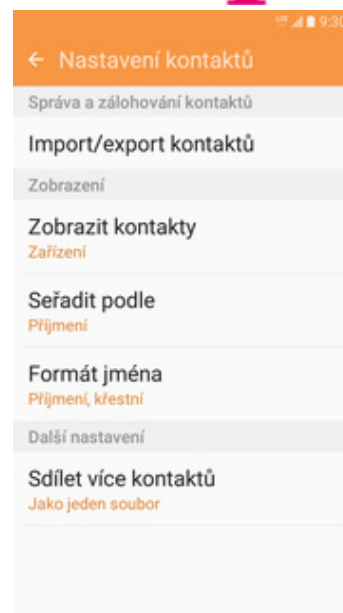 9:30
← Nastavení kontaktů
Správa a zálohování kontaktů
Import/export kontaktů
Zobrazení
Zobrazit kontakty
Zařízení
Seřadit podle
Příjmení
Formát jména
Příjmení, křestní
Další nastavení
Sdílet více kontaktů
Jako jeden soubor